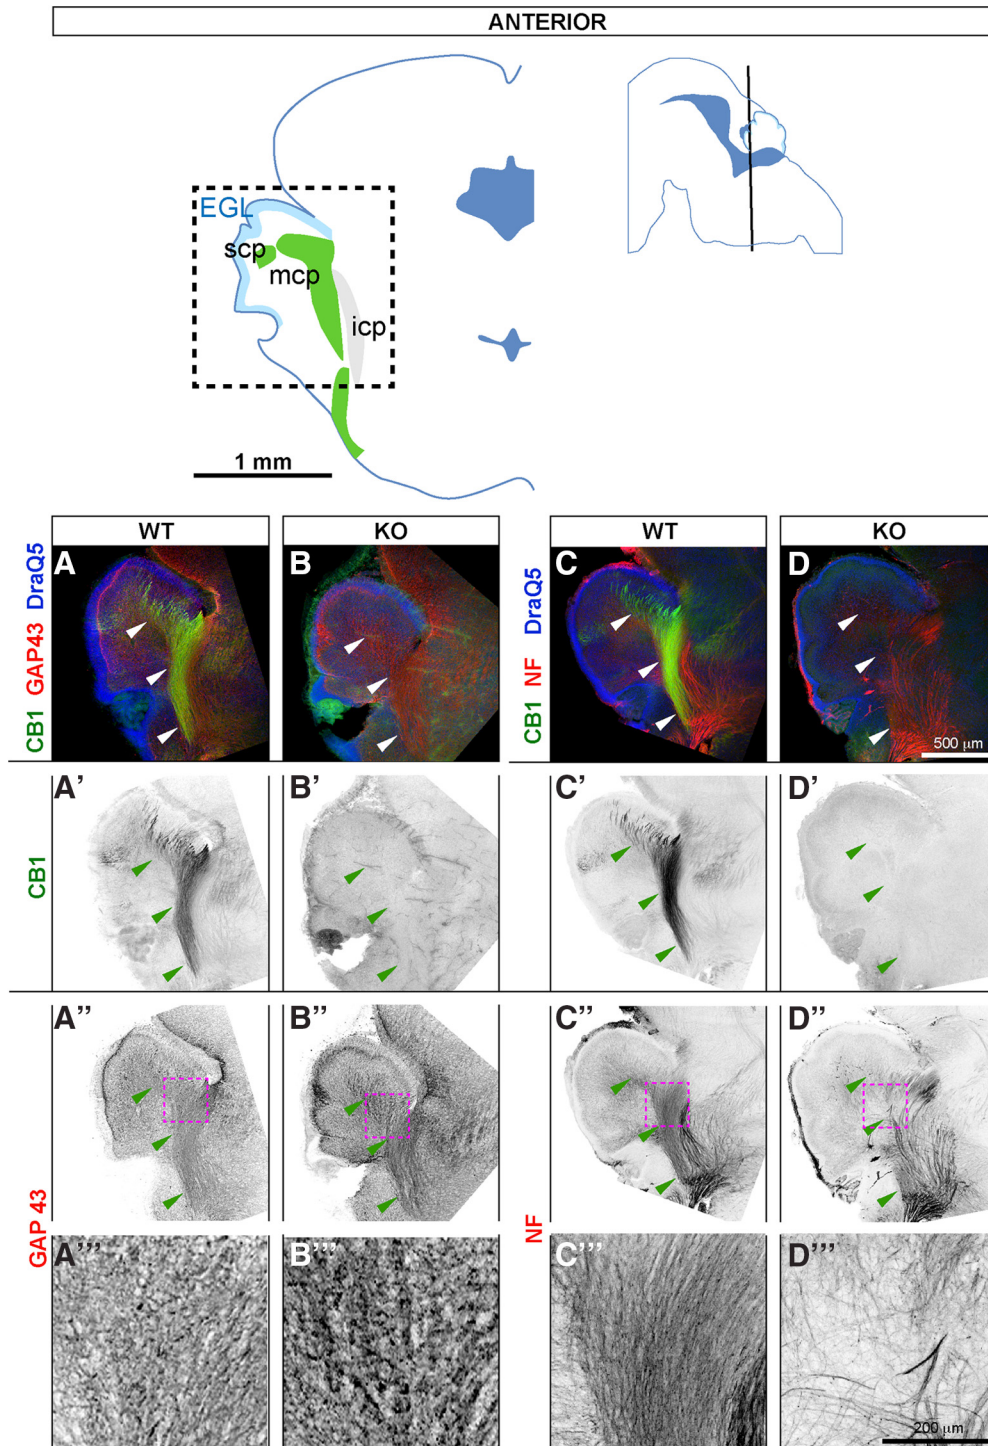 ANTERIOR
EGL
scp
mcp
icp
1 mm
WT
KO
WT
KO
CB1 GAP43 DraQ5
A
B
CB1 NF DraQ5
C
D
500 µm
CB1
A’
B’
C’
D’
GAP 43
A’’
B’’
NF
C’’
D’’
A’’’
B’’’
C’’’
D’’’
200 µm